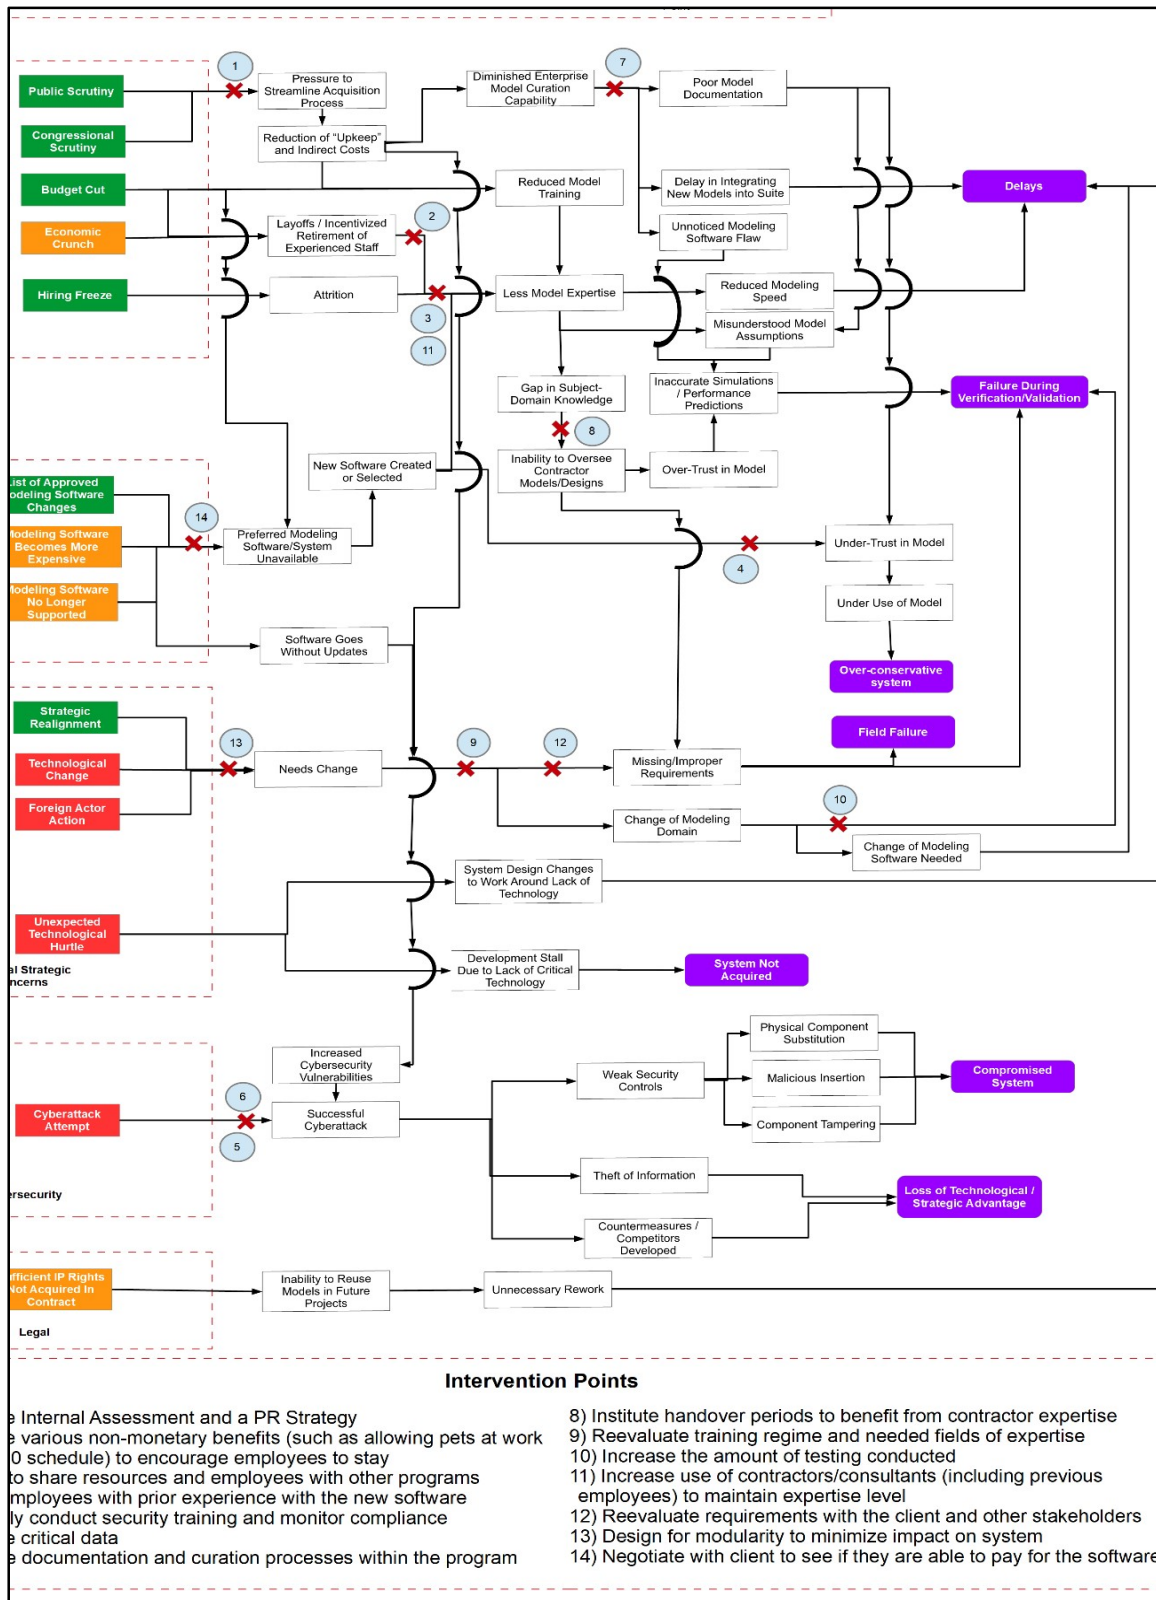 1
7
Public Scrutiny
Pressure to
Streamline Acquisition
Process
Diminished Enterprise
Model Curation
Capability
Poor Model
Documentation
Congressional
Scrutiny
Reduction of "Upkeep"
and Indirect Costs
Budget Cut
Reduced Model
Training
Delay in Integrating
New Models into Suite
Delays
Economic
Crunch
Layoffs / Incentivized
Retirement of
Experienced Staff
2
Unnoticed Modeling
Software Flaw
Hiring Freeze
Attrition
3
11
Less Model Expertise
Reduced Modeling
Speed
Misunderstood Model
Assumptions
Gap in Subject-
Domain Knowledge
Inaccurate Simulations
/ Performance
Predictions
Failure During
Verification/Validation
8
Inability to Oversee
Contractor
Models/Designs
Over-Trust in Model
New Software Created
or Selected
List of Approved
odeling Software
Changes
14
Modeling Software
Becomes More
Expensive
Preferred Modeling
Software/System
Unavailable
4
Under-Trust in Model
Modeling Software
No Longer
Supported
Under Use of Model
Software Goes
Without Updates
Over-conservative
system
Strategic
Realignment
Field Failure
13
9
12
Technological
Change
Needs Change
Missing/Improper
Requirements
Foreign Actor
Action
10
Change of Modeling
Domain
Change of Modeling
Software Needed
System Design Changes
to Work Around Lack of
Technology
Unexpected
Technological
Hurtle
Development Stall
Due to Lack of Critical
Technology
System Not
Acquired
al Strategic
ncerns
Physical Component
Substitution
Increased
Cybersecurity
Vulnerabilities
Weak Security
Controls
Malicious Insertion
Compromised
System
6
5
Cyberattack
Attempt
Successful
Cyberattack
Component Tampering
Theft of Information
Loss of Technological /
Strategic Advantage
ersecurity
Countermeasures /
Competitors
Developed
ufficient IP Rights
Not Acquired In
Contract
Inability to Reuse
Models in Future
Projects
Unnecessary Rework
Legal
Intervention Points
e Internal Assessment and a PR Strategy
e various non-monetary benefits (such as allowing pets at work
0 schedule) to encourage employees to stay
to share resources and employees with other programs
mployees with prior experience with the new software
ly conduct security training and monitor compliance
e critical data
e documentation and curation processes within the program
8) Institute handover periods to benefit from contractor expertise
9) Reevaluate training regime and needed fields of expertise
10) Increase the amount of testing conducted
11) Increase use of contractors/consultants (including previous
employees) to maintain expertise level
12) Reevaluate requirements with the client and other stakeholders
13) Design for modularity to minimize impact on system
14) Negotiate with client to see if they are able to pay for the software